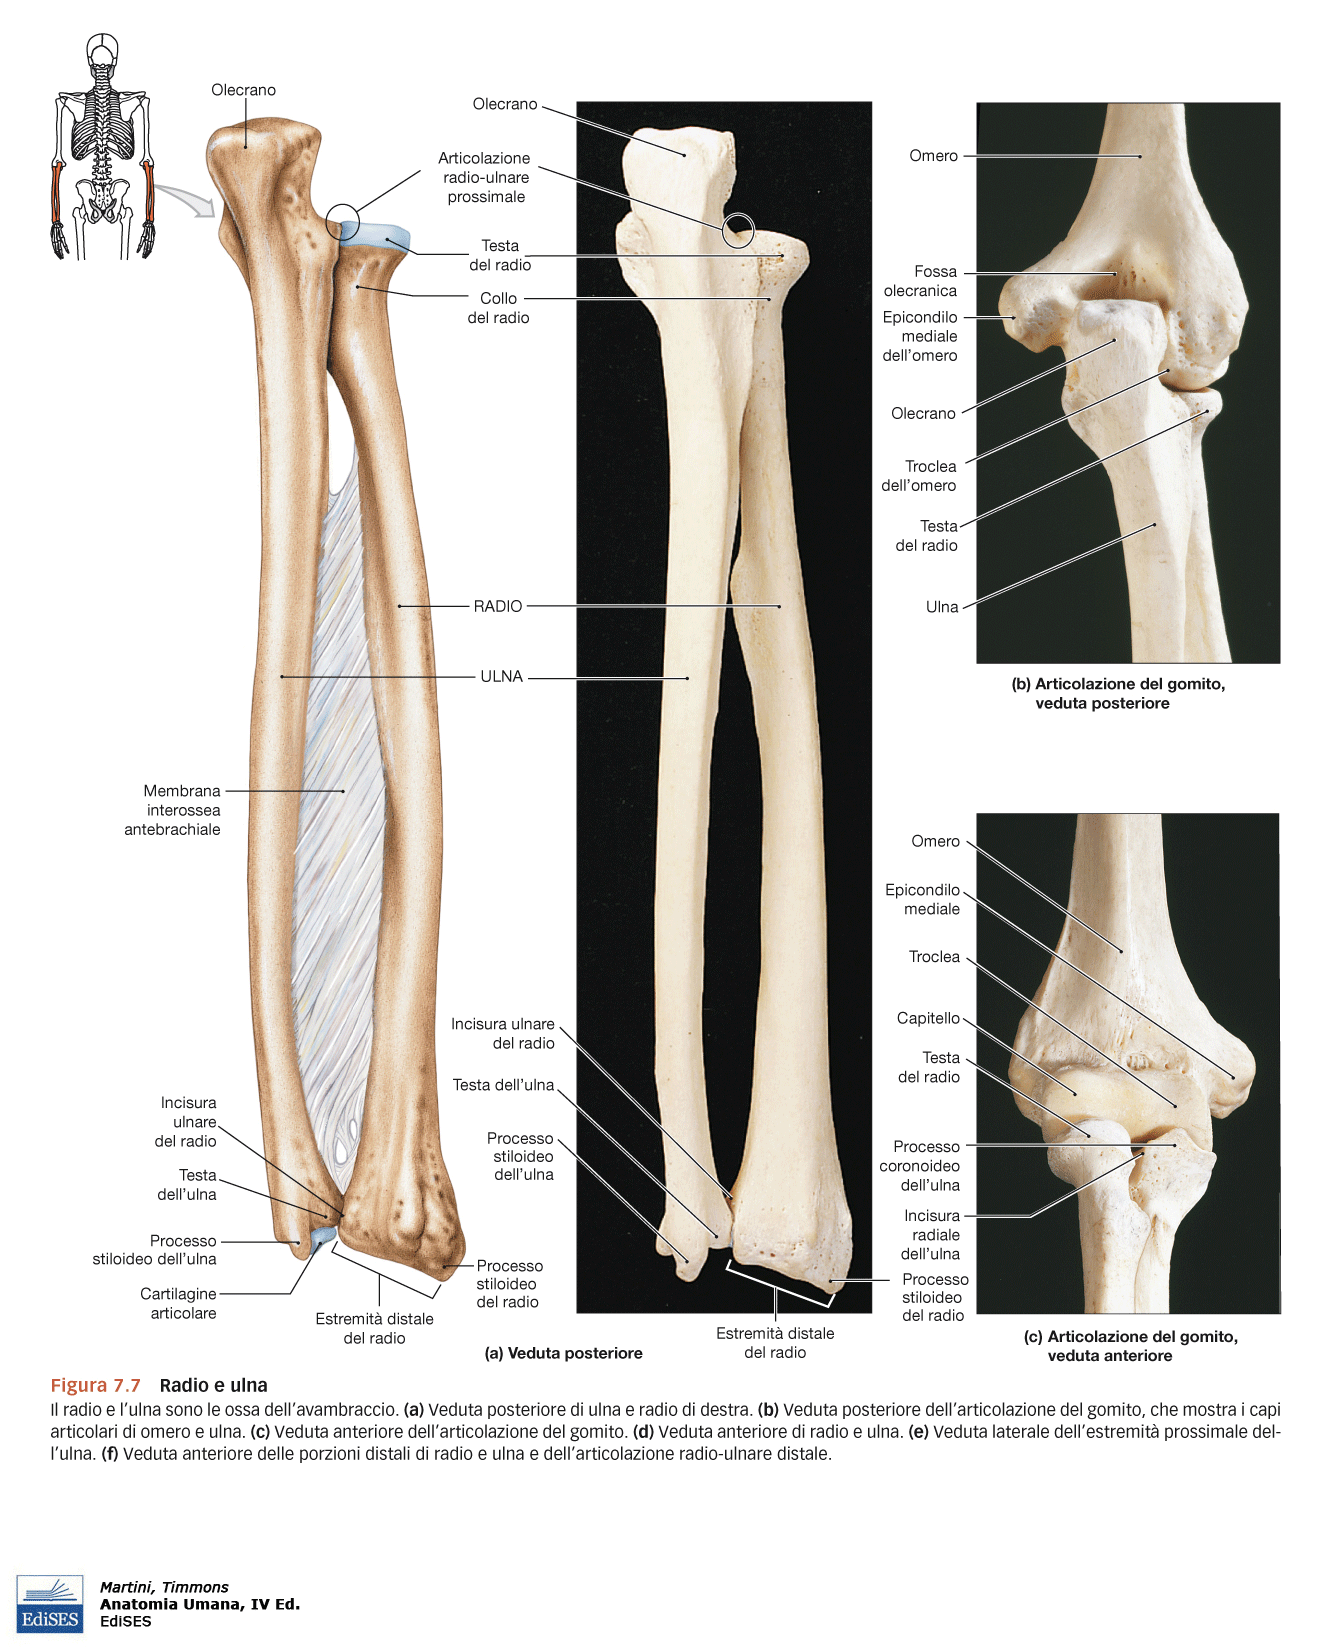 Olecrano
Olecrano
Articolazione
radio-ulnare
prossimale
Testa
del radio
Collo
del radio
RADIO
ULNA
Membrana
interossea
antebrachiale
Incisura ulnare
del radio
Testa dell'ulna
Processo
stiloideo
dell'ulna
Incisura
ulnare
del radio
Testa
dell'ulna
Processo
stiloideo dell'ulna
Cartilagine
articolare
Estremità distale
del radio
Processo
stiloideo
del radio
Estremità distale
del radio
Processo
stiloideo
del radio
(a) Veduta posteriore
Omero
Fossa
olecranica
Epicondilo
mediale
dell'omero
Olecrano
Troclea
dell'omero
Testa
del radio
Ulna
(b) Articolazione del gomito,
veduta posteriore
Omero
Epicondilo
mediale
Troclea
Capitello
Testa
del radio
Processo
coronoideo
dell'ulna
Incisura
radiale
dell'ulna
(c) Articolazione del gomito,
veduta anteriore
Figura 7.7 Radio e ulna
Il radio e l'ulna sono le ossa dell'avambraccio. (a) Veduta posteriore di ulna e radio di destra. (b) Veduta posteriore dell'articolazione del gomito, che mostra i capi
articolari di omero e ulna. (c) Veduta anteriore dell'articolazione del gomito. (d) Veduta anteriore di radio e ulna. (e) Veduta laterale dell'estremità prossimale del-
l'ulna. (f) Veduta anteriore delle porzioni distali di radio e ulna e dell'articolazione radio-ulnare distale.
EdiSES
Martini, Timmons
Anatomia Umana, IV Ed.
EdiSES